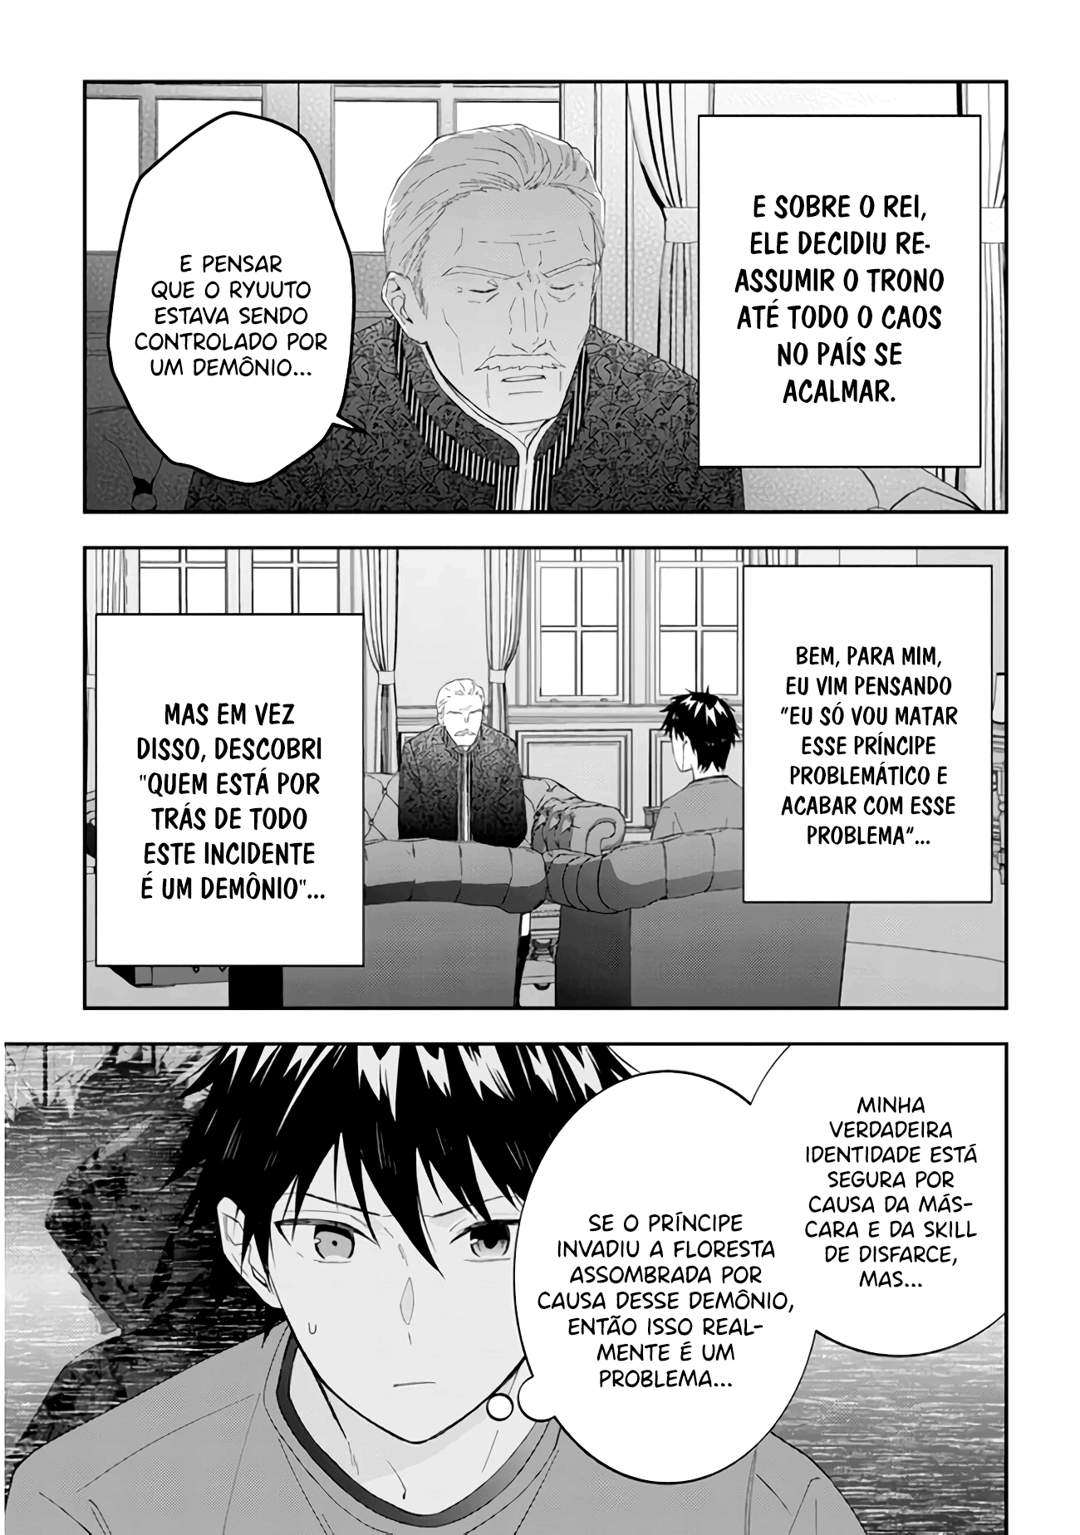 E SOBRE O REI,
ELE DECIDIU RE-
ASSUMIR O TRONO
ATÉ TODO O CAOS
NO PAÍS SE
ACALMAR.
E PENSAR
QUE O RYUUTO
ESTAVA SENDO
CONTROLADO POR
UM DEMÔNIO...
BEM, PARA MIM,
EU VIM PENSANDO
"EU SÓ VOU MATAR
ESSE PRÍNCIPE
PROBLEMÁTICO E
ACABAR COM ESSE
PROBLEMA"...
MAS EM VEZ
DISSO, DESCOBRI
"QUEM ESTÁ POR
TRÁS DE TODO
ESTE INCIDENTE
É UM DEMÔNIO"...
MINHA
VERDADEIRA
IDENTIDADE ESTÁ
SEGURA POR
CAUSA DA MÁS-
CARA E DA SKILL
DE DISFARCE,
MAS...
SE O PRÍNCIPE
INVADIU A FLORESTA
ASSOMBRADA POR
CAUSA DESSE DEMÔNIO,
ENTÃO ISSO REAL-
MENTE É UM
PROBLEMA...